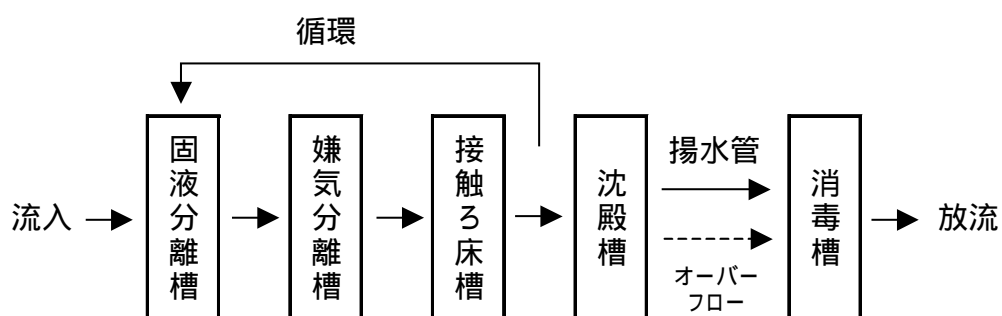 循環
流入
固液分離槽
嫌気分離槽
接触ろ床槽
沈殿槽
揚水管
オーバー
フロー
消毒槽
放流